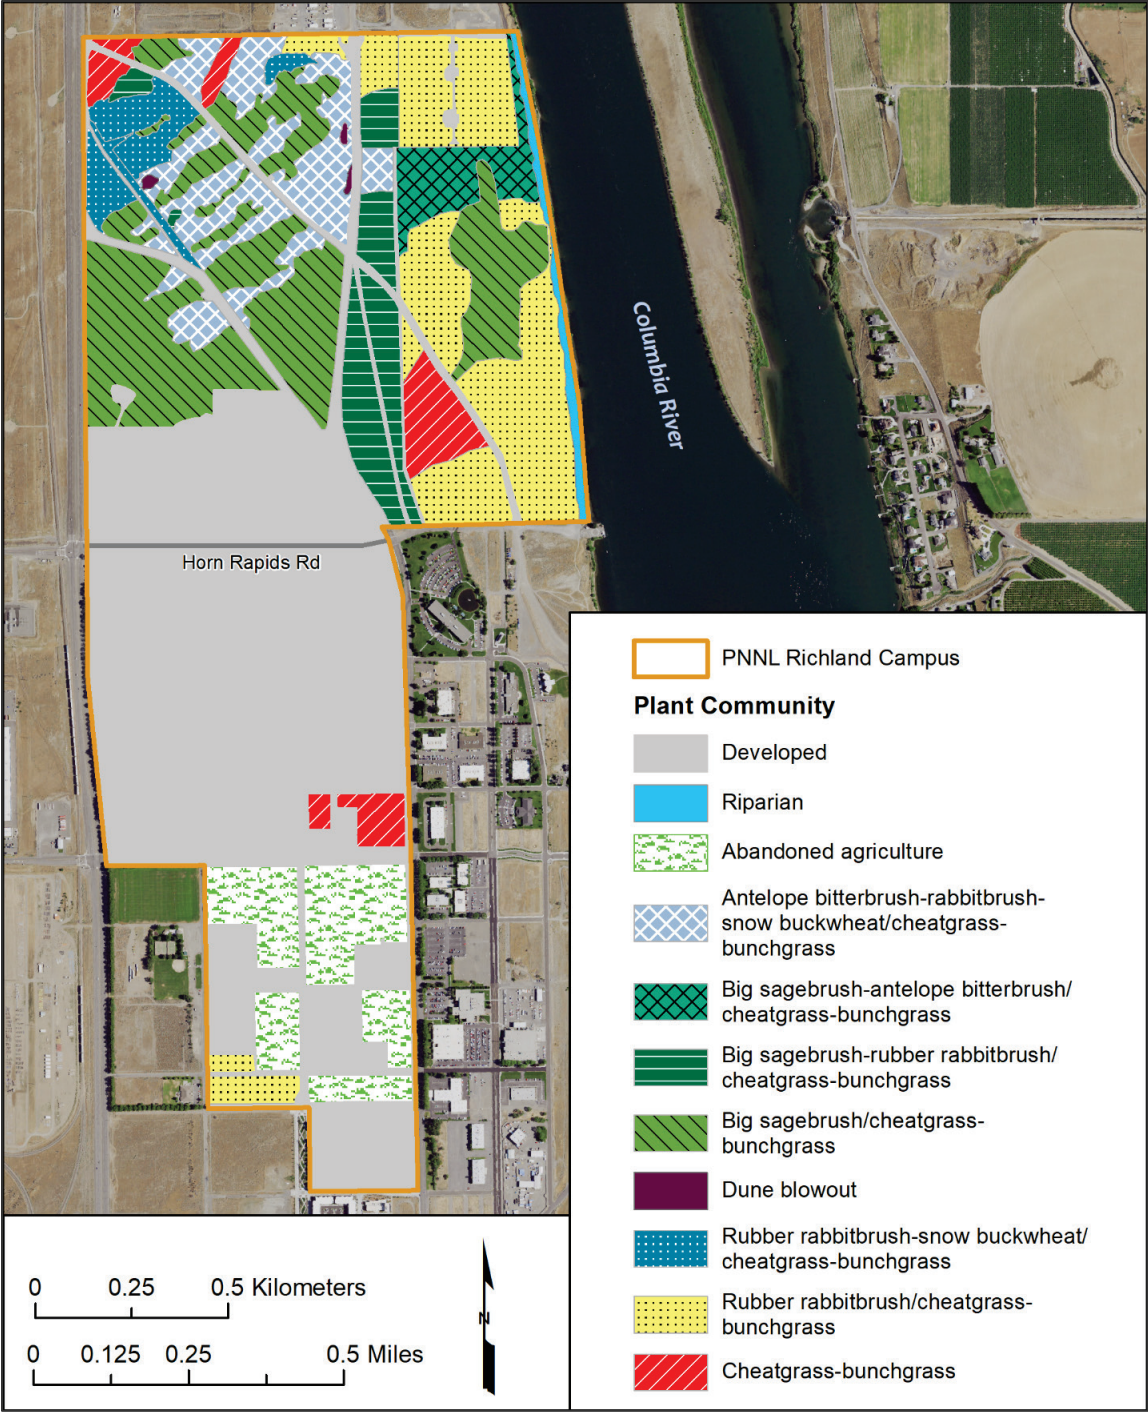 Columbia River
Horn Rapids Rd
PNNL Richland Campus
Plant Community
Developed
Riparian
Abandoned agriculture
Antelope bitterbrush-rabbitbrush-
snow buckwheat/cheatgrass-
bunchgrass
Big sagebrush-antelope bitterbrush/
cheatgrass-bunchgrass
Big sagebrush-rubber rabbitbrush/
cheatgrass-bunchgrass
Big sagebrush/cheatgrass-
bunchgrass
Dune blowout
Rubber rabbitbrush-snow buckwheat/
cheatgrass-bunchgrass
Rubber rabbitbrush/cheatgrass-
bunchgrass
Cheatgrass-bunchgrass
0 0.25 0.5 Kilometers
0 0.125 0.25 0.5 Miles
N